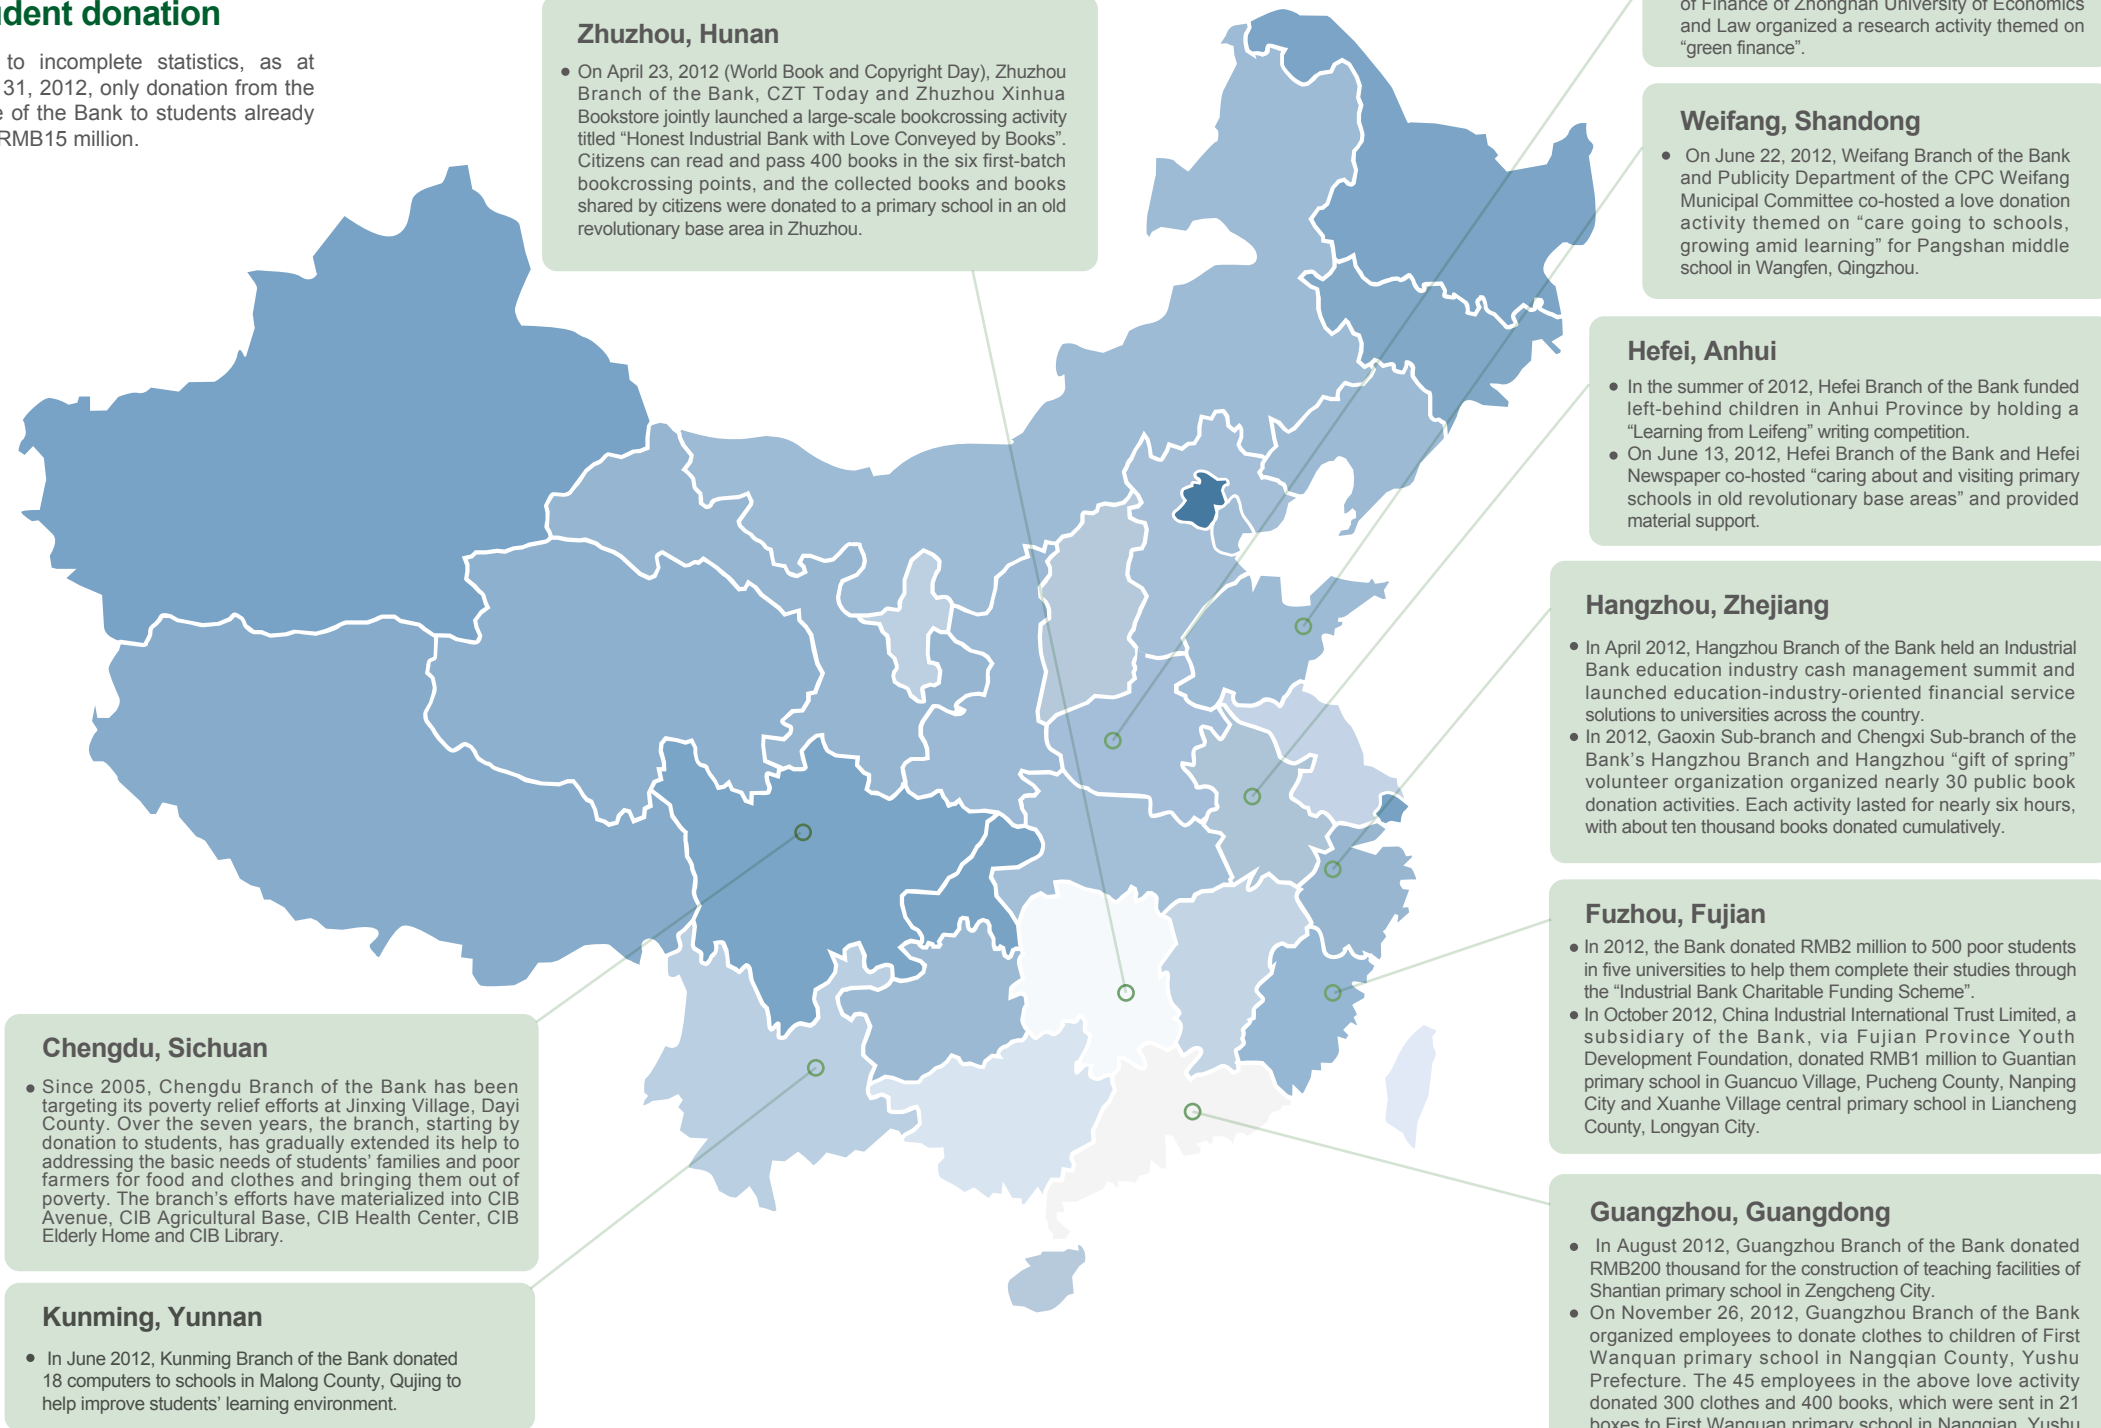 dent donation
to incomplete statistics, as at
31, 2012, only donation from the
of the Bank to students already
RMB15 million.
Zhuzhou, Hunan
On April 23, 2012 (World Book and Copyright Day), Zhuzhou
Branch of the Bank, CZT Today and Zhuzhou Xinhua
Bookstore jointly launched a large-scale bookcrossing activity
titled “Honest Industrial Bank with Love Conveyed by Books”.
Citizens can read and pass 400 books in the six first-batch
bookcrossing points, and the collected books and books
shared by citizens were donated to a primary school in an old
revolutionary base area in Zhuzhou.
of Finance of Zhongnan University of Economics
and Law organized a research activity themed on
“green finance”.
Weifang, Shandong
On June 22, 2012, Weifang Branch of the Bank
and Publicity Department of the CPC Weifang
Municipal Committee co-hosted a love donation
activity themed on “care going to schools,
growing amid learning” for Pangshan middle
school in Wangfen, Qingzhou.
Hefei, Anhui
In the summer of 2012, Hefei Branch of the Bank funded
left-behind children in Anhui Province by holding a
“Learning from Leifeng” writing competition.
On June 13, 2012, Hefei Branch of the Bank and Hefei
Newspaper co-hosted “caring about and visiting primary
schools in old revolutionary base areas” and provided
material support.
Hangzhou, Zhejiang
In April 2012, Hangzhou Branch of the Bank held an Industrial
Bank education industry cash management summit and
launched education-industry-oriented financial service
solutions to universities across the country.
In 2012, Gaoxin Sub-branch and Chengxi Sub-branch of the
Bank’s Hangzhou Branch and Hangzhou “gift of spring”
volunteer organization organized nearly 30 public book
donation activities. Each activity lasted for nearly six hours,
with about ten thousand books donated cumulatively.
Fuzhou, Fujian
In 2012, the Bank donated RMB2 million to 500 poor students
in five universities to help them complete their studies through
the “Industrial Bank Charitable Funding Scheme”.
In October 2012, China Industrial International Trust Limited, a
subsidiary of the Bank, via Fujian Province Youth
Development Foundation, donated RMB1 million to Guantian
primary school in Guancuo Village, Pucheng County, Nanping
City and Xuanhe Village central primary school in Liancheng
County, Longyan City.
Guangzhou, Guangdong
In August 2012, Guangzhou Branch of the Bank donated
RMB200 thousand for the construction of teaching facilities of
Shantian primary school in Zengcheng City.
On November 26, 2012, Guangzhou Branch of the Bank
organized employees to donate clothes to children of First
Wanquan primary school in Nangqian County, Yushu
Prefecture. The 45 employees in the above love activity
donated 300 clothes and 400 books, which were sent in 21
boxes to First Wanquan primary school in Nangqian, Yushu
Chengdu, Sichuan
Since 2005, Chengdu Branch of the Bank has been
targeting its poverty relief efforts at Jinxing Village, Dayi
County. Over the seven years, the branch, starting by
donation to students, has gradually extended its help to
addressing the basic needs of students’ families and poor
farmers for food and clothes and bringing them out of
poverty. The branch’s efforts have materialized into CIB
Avenue, CIB Agricultural Base, CIB Health Center, CIB
Elderly Home and CIB Library.
Kunming, Yunnan
In June 2012, Kunming Branch of the Bank donated
18 computers to schools in Malong County, Qujing to
help improve students’ learning environment.